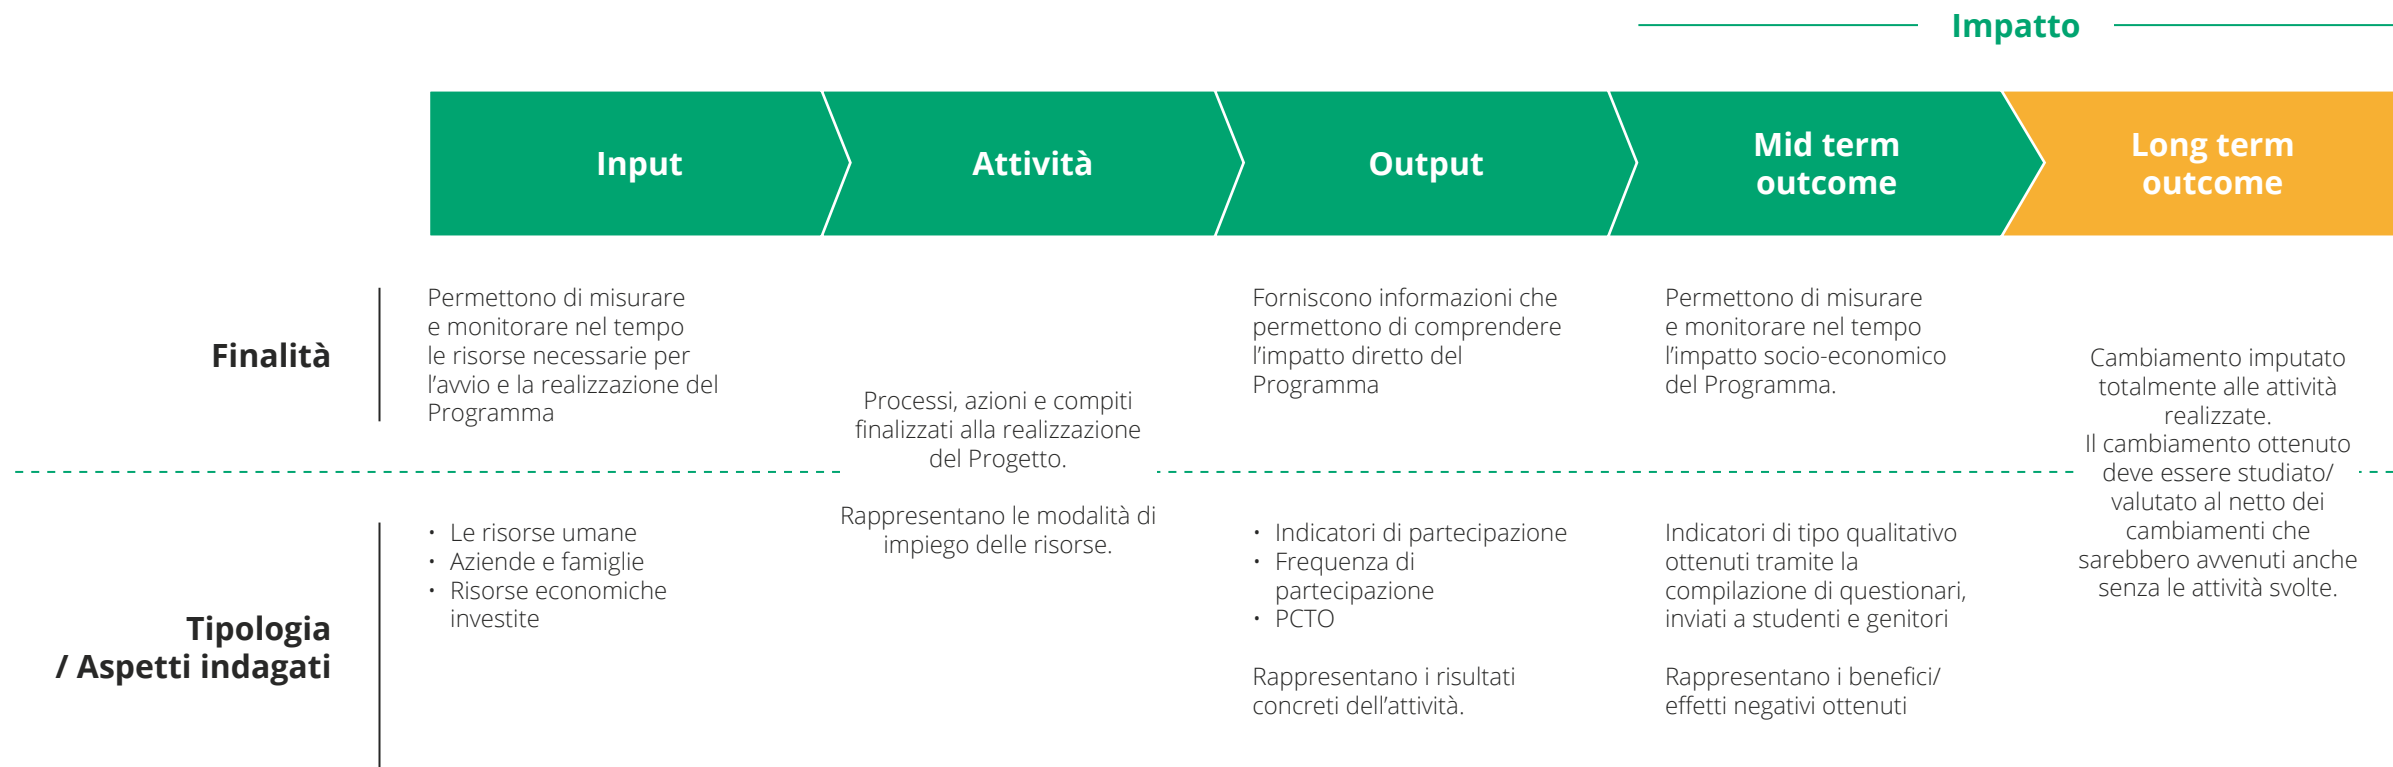 Impatto
Input
Attività
Output
Mid term
outcome
Long term
outcome
Finalità
Permettono di misurare
e monitorare nel tempo
le risorse necessarie per
l'avvio e la realizzazione del
Programma
Processi, azioni e compiti
finalizzati alla realizzazione
del Progetto.
Rappresentano le modalità di
impiego delle risorse.
Forniscono informazioni che
permettono di comprendere
l'impatto diretto del
Programma
Permettono di misurare
e monitorare nel tempo
l'impatto socio-economico
del Programma.
Cambiamento imputato
totalmente alle attività
realizzate.
Il cambiamento ottenuto
deve essere studiato/
valutato al netto dei
cambiamenti che
sarebbero avvenuti anche
senza le attività svolte.
Tipologia
/ Aspetti indagati
• Le risorse umane
• Aziende e famiglie
• Risorse economiche
investite
• Indicatori di partecipazione
• Frequenza di
partecipazione
• PCTO
Rappresentano i risultati
concreti dell'attività.
Indicatori di tipo qualitativo
ottenuti tramite la
compilazione di questionari,
inviati a studenti e genitori
Rappresentano i benefici/
effetti negativi ottenuti